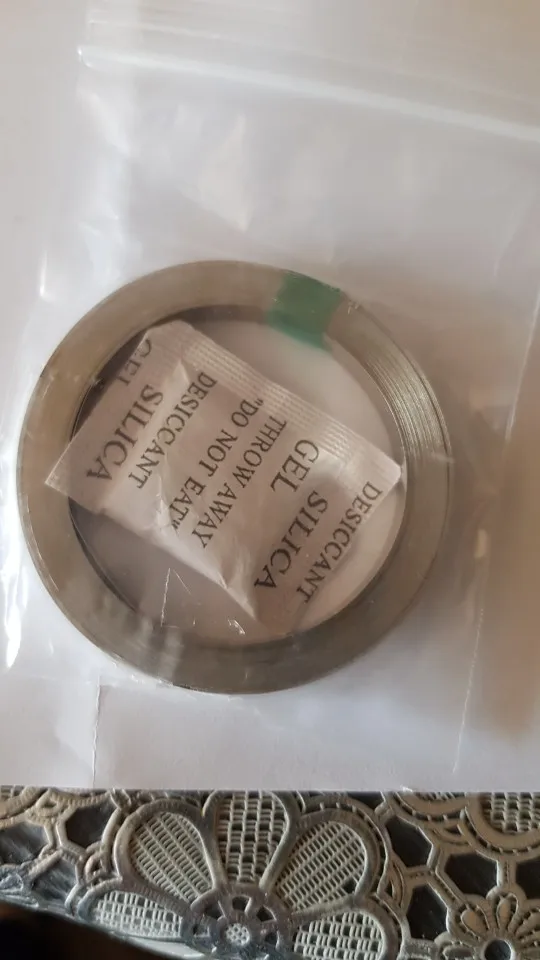 GEL
SILICA
DESICCANT
"DO NOT EAT"
THROW AWAY
GEL
SILICA
DESICCANT